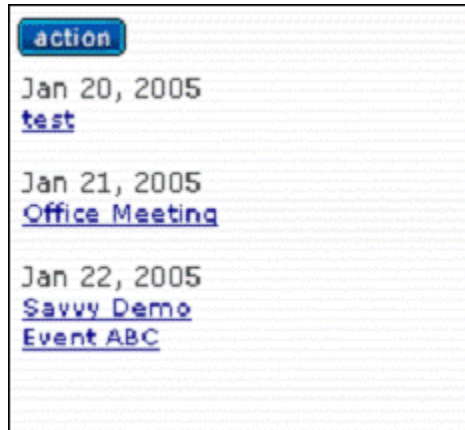 action
Jan 20, 2005
test
Jan 21, 2005
Office Meeting
Jan 22, 2005
Savvy Demo
Event ABC